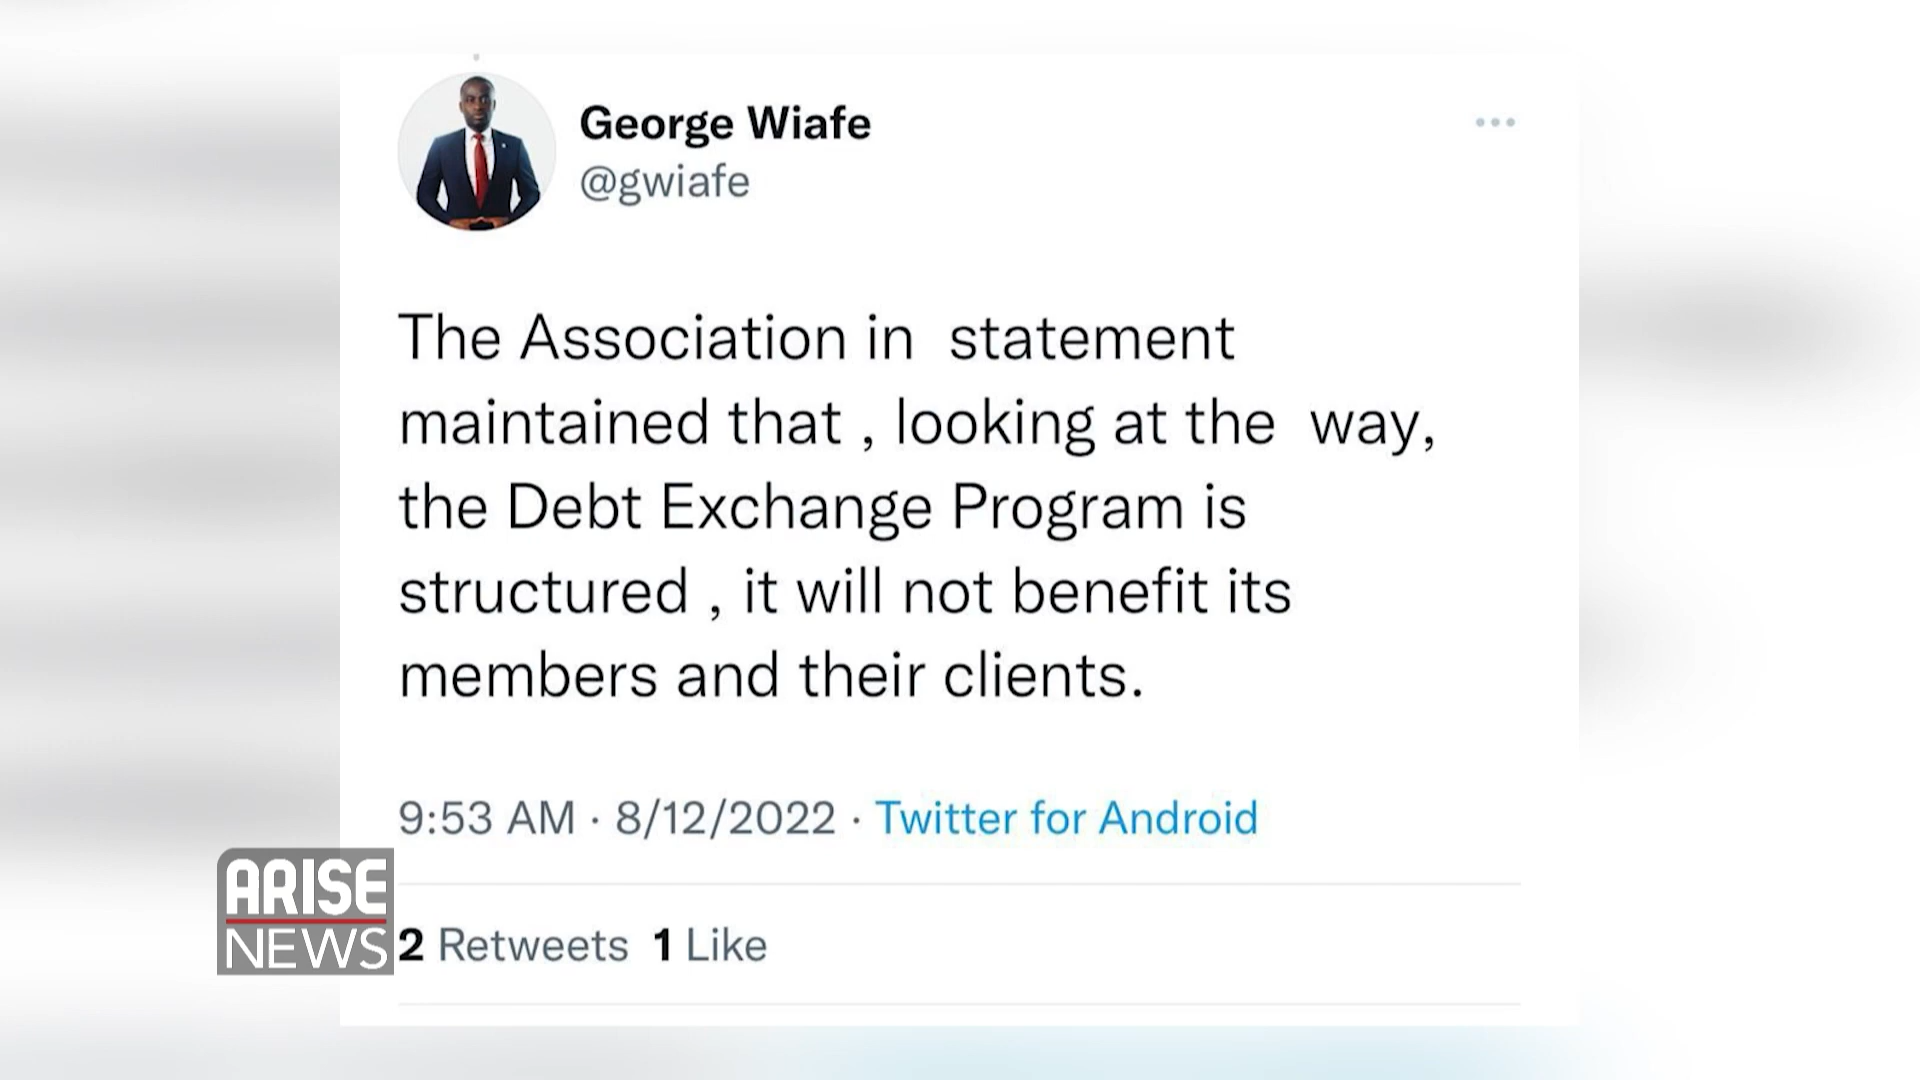 George Wiafe
@gwiafe
The Association in  statement
maintained that , looking at the  way,
the Debt Exchange Program is
structured , it will not benefit its
members and their clients.
9:53 AM · 8/12/2022 · Twitter for Android
ARISE
NEWS
2 Retweets 1 Like